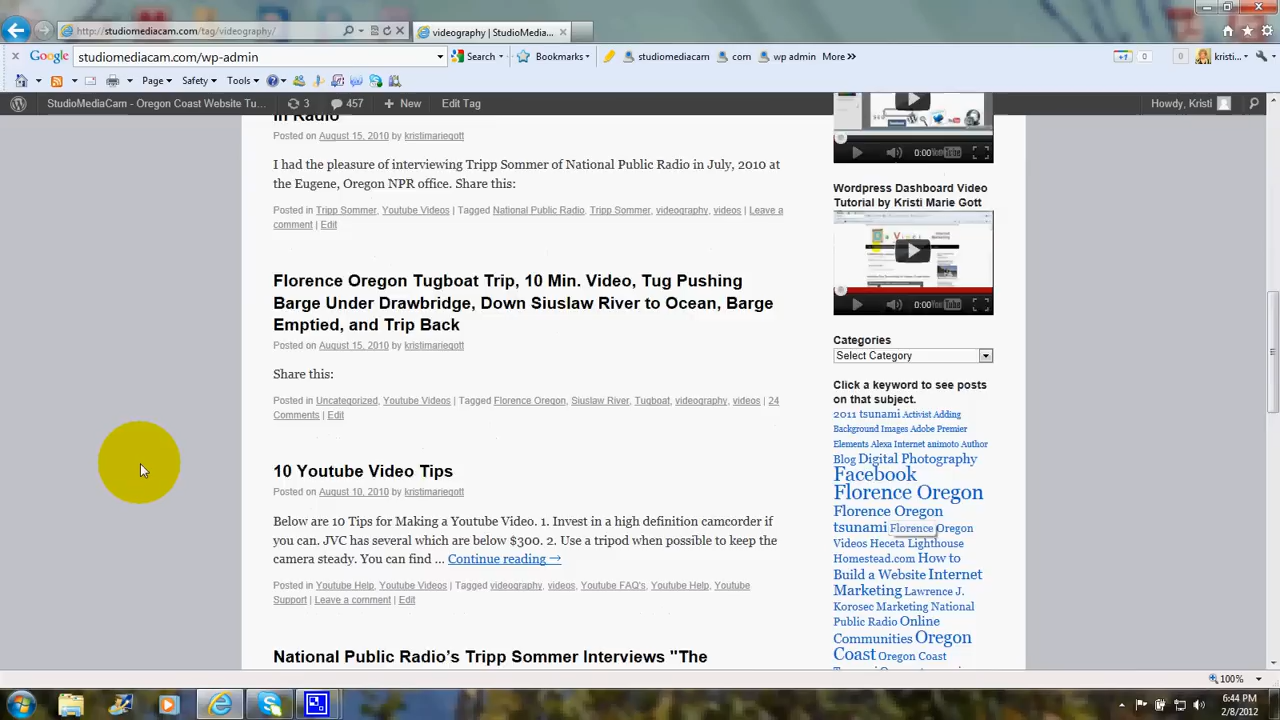 http://studiomediacam.com/tag/videography/
videography | StudioMedia...
Google
studiomediacam.com/wp-admin
Search
Bookmarks
studiomediacam
com
wp admin
More>>
+1
0
0
kristi...
Page
Safety
Tools
StudioMediaCam - Oregon Coast Website Tu...
3
457
New
Edit Tag
Howdy, Kristi
in Radio
Posted on August 15, 2010 by kristimariegott
I had the pleasure of interviewing Tripp Sommer of National Public Radio in July, 2010 at
the Eugene, Oregon NPR office. Share this:
Posted in Tripp Sommer, Youtube Videos | Tagged National Public Radio, Tripp Sommer, videography, videos | Leave a
comment | Edit
Florence Oregon Tugboat Trip, 10 Min. Video, Tug Pushing
Barge Under Drawbridge, Down Siuslaw River to Ocean, Barge
Emptied, and Trip Back
Posted on August 15, 2010 by kristimariegott
Share this:
Posted in Uncategorized, Youtube Videos | Tagged Florence Oregon, Siuslaw River, Tugboat, videography, videos | 24
Comments | Edit
10 Youtube Video Tips
Posted on August 10, 2010 by kristimariegott
Below are 10 Tips for Making a Youtube Video. 1. Invest in a high definition camcorder if
you can. JVC has several which are below $300. 2. Use a tripod when possible to keep the
camera steady. You can find ... Continue reading →
Posted in Youtube Help, Youtube Videos | Tagged videography, videos, Youtube FAQ's, Youtube Help, Youtube
Support | Leave a comment | Edit
National Public Radio's Tripp Sommer Interviews "The
0:00
YouTube
Wordpress Dashboard Video
Tutorial by Kristi Marie Gott
0:00
YouTube
Categories
Select Category
Click a keyword to see posts
on that subject.
2011 tsunami Activist Adding
Background Images Adobe Premier
Elements Alexa Internet animoto Author
Blog Digital Photography
Facebook
Florence Oregon
Florence Oregon
tsunami Florence Oregon
Videos Heceta Lighthouse
Homestead.com How to
Build a Website Internet
Marketing Lawrence J.
Korosec Marketing National
Public Radio Online
Communities Oregon
Coast Oregon Coast
100%
6:44 PM
2/8/2012